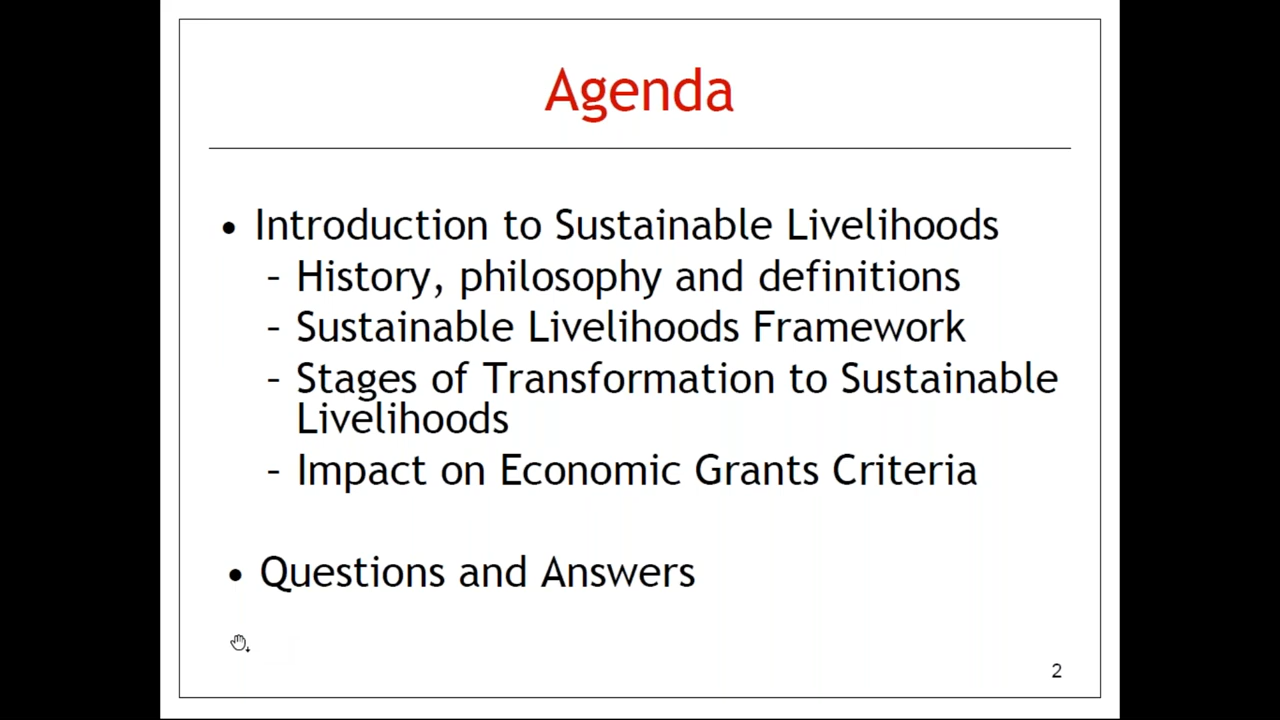 Agenda
• Introduction to Sustainable Livelihoods
– History, philosophy and definitions
– Sustainable Livelihoods Framework
– Stages of Transformation to Sustainable
Livelihoods
– Impact on Economic Grants Criteria
• Questions and Answers
2